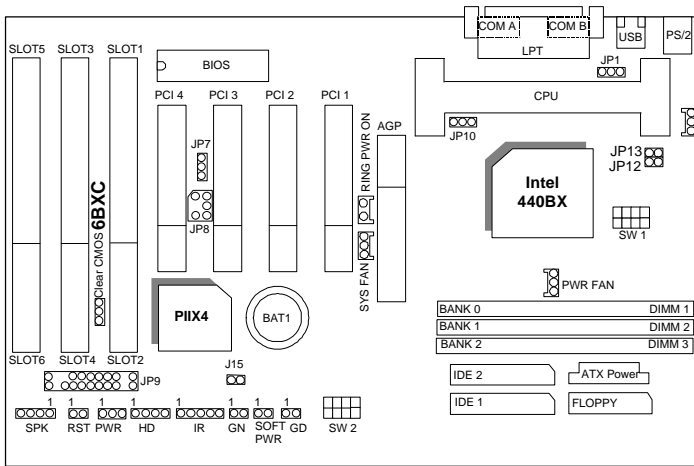 COM A
COM B
LPT
USB
PS/2
SLOT5
SLOT3
SLOT1
BIOS
JP1
CPU
PCI 4
PCI 3
PCI 2
PCI 1
AGP
JP10
RING PWR ON
JP7
JP13
JP12
Intel
440BX
6BXC
Clear CMOS
JP8
SW 1
SYS FAN
PWR FAN
PIIX4
BAT1
BANK 0
DIMM 1
BANK 1
DIMM 2
BANK 2
DIMM 3
SLOT6
SLOT4
SLOT2
J15
JP9
IDE 2
ATX Power
IDE 1
FLOPPY
1
1
1
1
1
1
1
1
SPK
RST
PWR
HD
IR
GN
SOFT
PWR
GD
SW 2